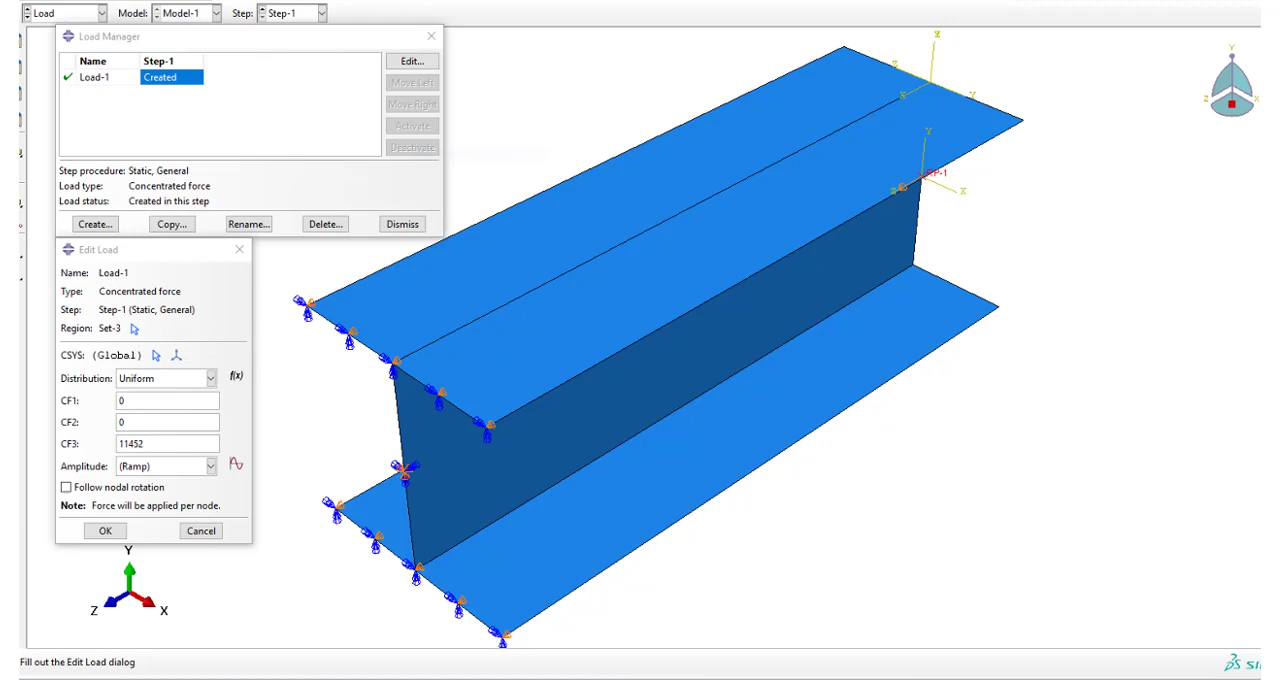 Load Model: Model-1 Step: Step-1
Load Manager
Name Step-1
Load-1 Created
Edit...
Move Left
Move Right
Activate
Deactivate
Step procedure: Static, General
Load type: Concentrated force
Load status: Created in this step
Create... Copy... Rename... Delete... Dismiss
Edit Load
Name: Load-1
Type: Concentrated force
Step: Step-1 (Static, General)
Region: Set-3
CSYS: (Global)
Distribution: Uniform f(x)
CF1: 0
CF2: 0
CF3: 11452
Amplitude: (Ramp)
Follow nodal rotation
Note: Force will be applied per node.
OK Cancel
Y
Z X
Y
X
Z
RP-1
Y
Z X
Fill out the Edit Load dialog